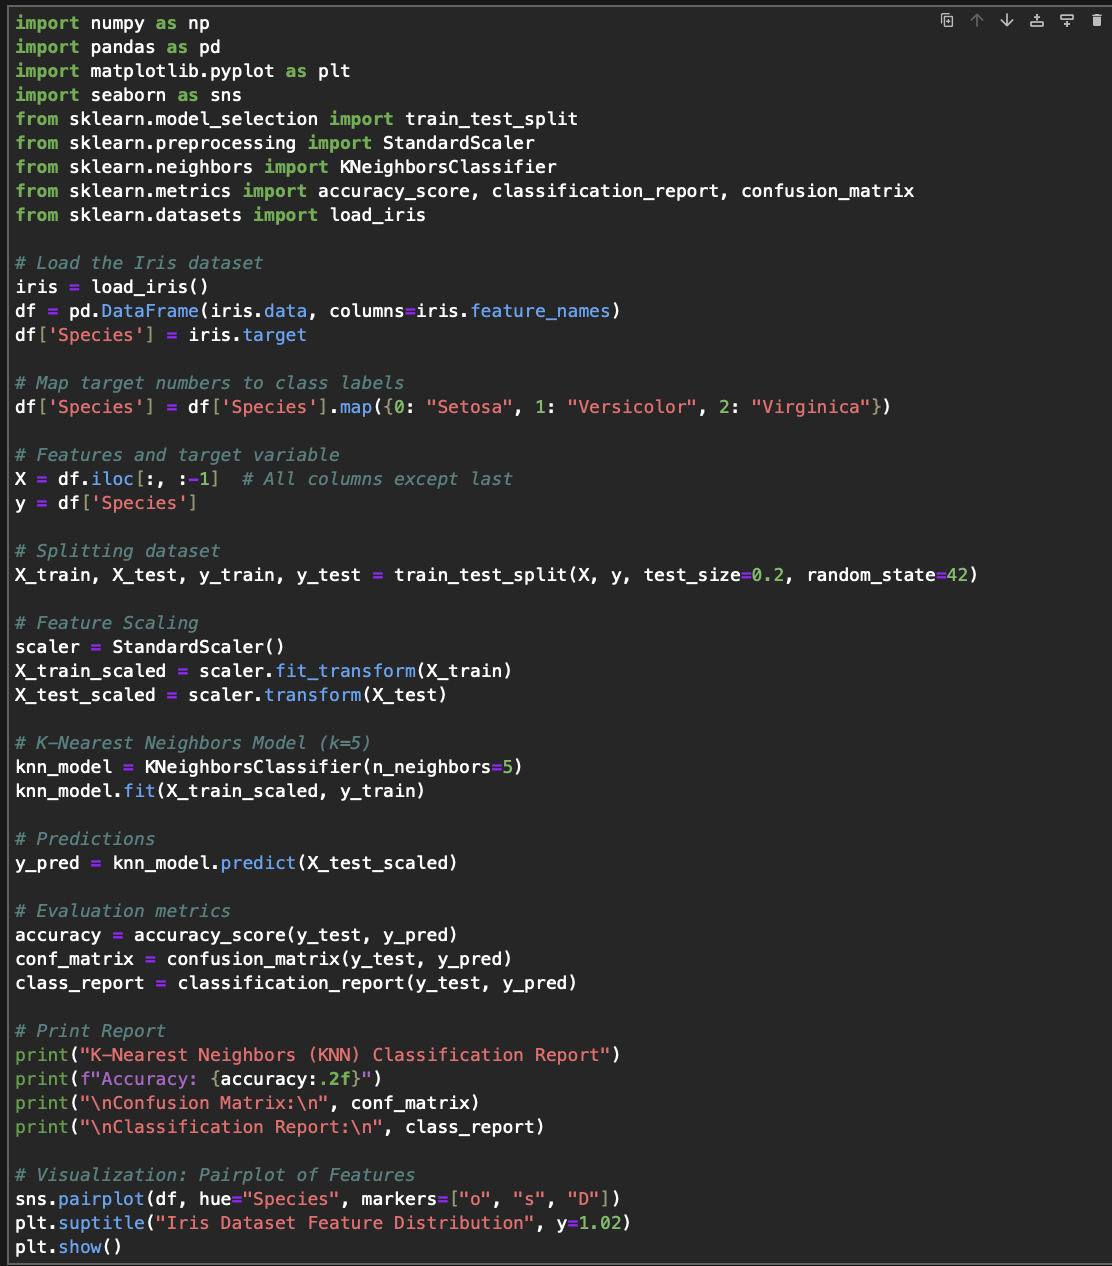 import numpy as np
import pandas as pd
import matplotlib.pyplot as plt
import seaborn as sns
from sklearn.model_selection import train_test_split
from sklearn.preprocessing import StandardScaler
from sklearn.neighbors import KNeighborsClassifier
from sklearn.metrics import accuracy_score, classification_report, confusion_matrix
from sklearn.datasets import load_iris

# Load the Iris dataset
iris = load_iris()
df = pd.DataFrame(iris.data, columns=iris.feature_names)
df['Species'] = iris.target

# Map target numbers to class labels
df['Species'] = df['Species'].map({0: "Setosa", 1: "Versicolor", 2: "Virginica"})

# Features and target variable
X = df.iloc[:, :-1]  # All columns except last
y = df['Species']

# Splitting dataset
X_train, X_test, y_train, y_test = train_test_split(X, y, test_size=0.2, random_state=42)

# Feature Scaling
scaler = StandardScaler()
X_train_scaled = scaler.fit_transform(X_train)
X_test_scaled = scaler.transform(X_test)

# K-Nearest Neighbors Model (k=5)
knn_model = KNeighborsClassifier(n_neighbors=5)
knn_model.fit(X_train_scaled, y_train)

# Predictions
y_pred = knn_model.predict(X_test_scaled)

# Evaluation metrics
accuracy = accuracy_score(y_test, y_pred)
conf_matrix = confusion_matrix(y_test, y_pred)
class_report = classification_report(y_test, y_pred)

# Print Report
print("K-Nearest Neighbors (KNN) Classification Report")
print(f"Accuracy: {accuracy:.2f}")
print("\nConfusion Matrix:\n", conf_matrix)
print("\nClassification Report:\n", class_report)

# Visualization: Pairplot of Features
sns.pairplot(df, hue="Species", markers=["o", "s", "D"])
plt.suptitle("Iris Dataset Feature Distribution", y=1.02)
plt.show()